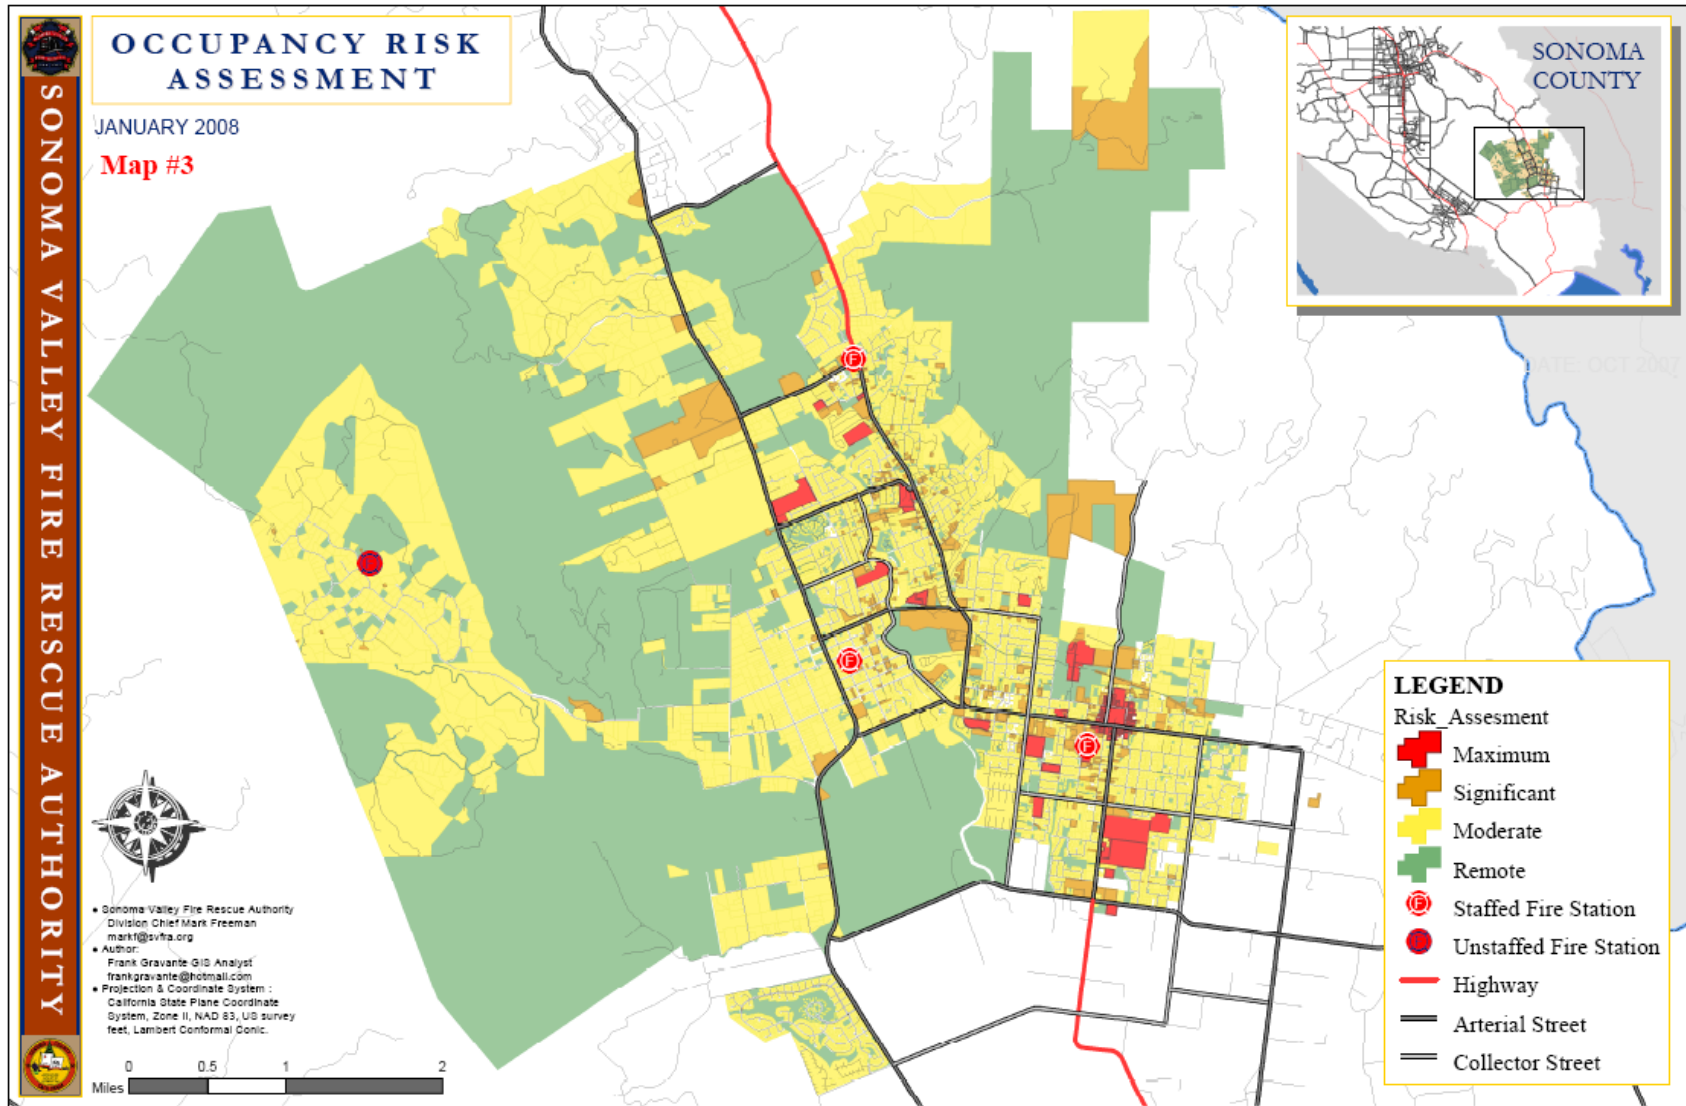 SONOMA VALLEY FIRE RESCUE AUTHORITY
OCCUPANCY RISK
ASSESSMENT
JANUARY 2008
Map #3
SONOMA
COUNTY
DATE: OCT 2007
F
F
F
LEGEND
Risk_Assesment
Maximum
Significant
Moderate
Remote
F Staffed Fire Station
Unstaffed Fire Station
Highway
Arterial Street
Collector Street
• Sonoma Valley Fire Rescue Authority
Division Chief Mark Freeman
markf@svfra.org
• Author:
Frank Gravante GIS Analyst
frankgravante@hotmail.com
• Projection & Coordinate System :
California State Plane Coordinate
System, Zone II, NAD 83, US survey
feet, Lambert Conformal Conic.
0 0.5 1 2
Miles